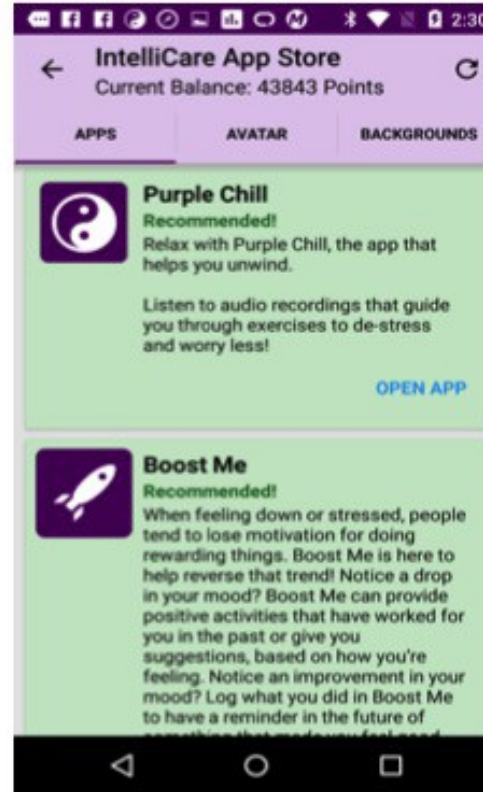 2:30
IntelliCare App Store
Current Balance: 43843 Points
APPS
AVATAR
BACKGROUNDS
Purple Chill
Recommended!
Relax with Purple Chill, the app that
helps you unwind.
Listen to audio recordings that guide
you through exercises to de-stress
and worry less!
OPEN APP
Boost Me
Recommended!
When feeling down or stressed, people
tend to lose motivation for doing
rewarding things. Boost Me is here to
help reverse that trend! Notice a drop
in your mood? Boost Me can provide
positive activities that have worked for
you in the past or give you
suggestions, based on how you're
feeling. Notice an improvement in your
mood? Log what you did in Boost Me
to have a reminder in the future of